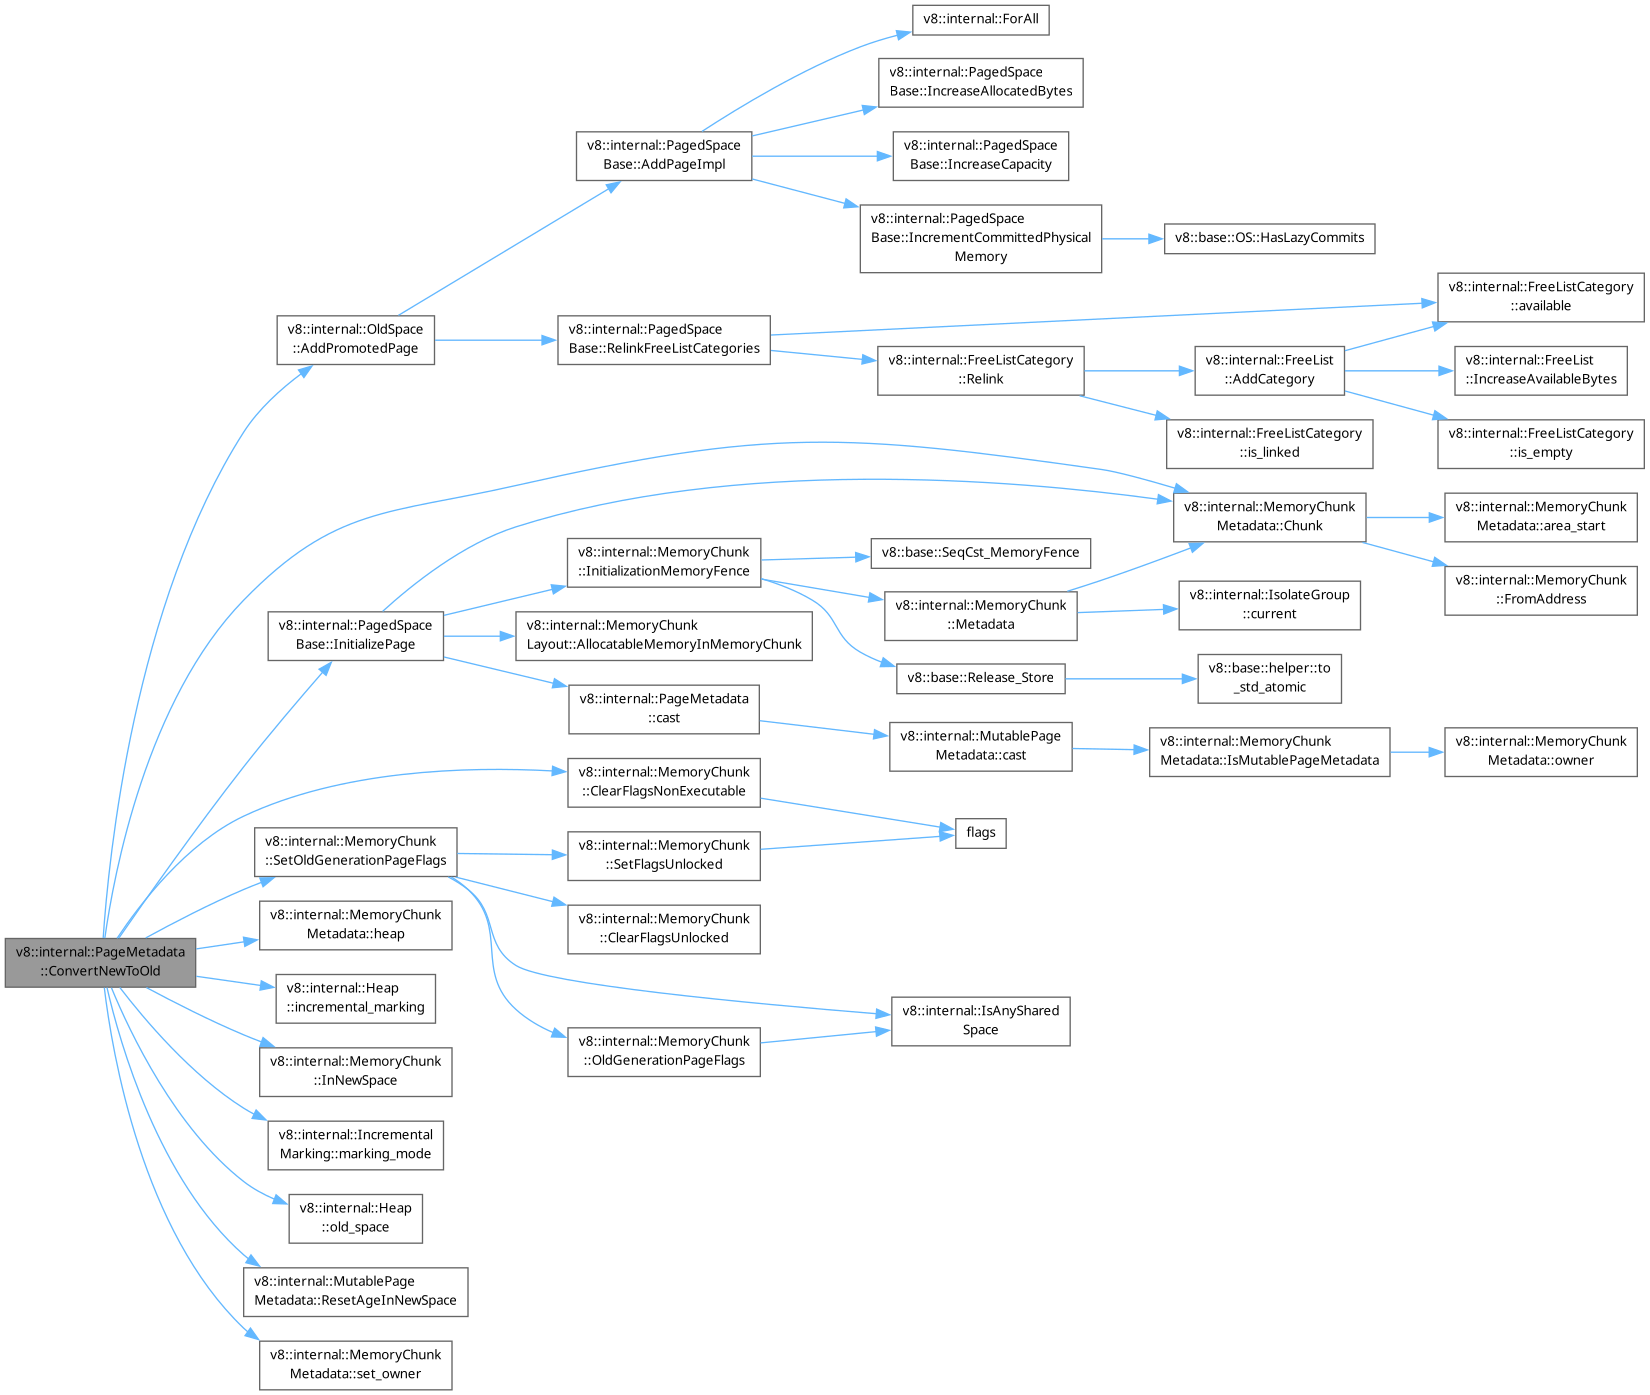 v8::internal::ForAll
v8::internal::PagedSpace
Base::IncreaseAllocatedBytes
v8::internal::PagedSpace
Base::AddPageImpl
v8::internal::PagedSpace
Base::IncreaseCapacity
v8::internal::PagedSpace
Base::IncrementCommittedPhysical
Memory
v8::base::OS::HasLazyCommits
v8::internal::FreeListCategory
::available
v8::internal::OldSpace
::AddPromotedPage
v8::internal::PagedSpace
Base::RelinkFreeListCategories
v8::internal::FreeListCategory
::Relink
v8::internal::FreeList
::AddCategory
v8::internal::FreeList
::IncreaseAvailableBytes
v8::internal::FreeListCategory
::is_linked
v8::internal::FreeListCategory
::is_empty
v8::internal::MemoryChunk
Metadata::Chunk
v8::internal::MemoryChunk
Metadata::area_start
v8::internal::MemoryChunk
::InitializationMemoryFence
v8::base::SeqCst_MemoryFence
v8::internal::MemoryChunk
::FromAddress
v8::internal::MemoryChunk
::Metadata
v8::internal::IsolateGroup
::current
v8::internal::PagedSpace
Base::InitializePage
v8::internal::MemoryChunk
Layout::AllocatableMemoryInMemoryChunk
v8::base::Release_Store
v8::base::helper::to
_std_atomic
v8::internal::PageMetadata
::cast
v8::internal::MutablePage
Metadata::cast
v8::internal::MemoryChunk
Metadata::IsMutablePageMetadata
v8::internal::MemoryChunk
Metadata::owner
v8::internal::MemoryChunk
::ClearFlagsNonExecutable
flags
v8::internal::MemoryChunk
::SetOldGenerationPageFlags
v8::internal::MemoryChunk
::SetFlagsUnlocked
v8::internal::MemoryChunk
Metadata::heap
v8::internal::MemoryChunk
::ClearFlagsUnlocked
v8::internal::PageMetadata
::ConvertNewToOld
v8::internal::Heap
::incremental_marking
v8::internal::IsAnyShared
Space
v8::internal::MemoryChunk
::OldGenerationPageFlags
v8::internal::MemoryChunk
::InNewSpace
v8::internal::Incremental
Marking::marking_mode
v8::internal::Heap
::old_space
v8::internal::MutablePage
Metadata::ResetAgeInNewSpace
v8::internal::MemoryChunk
Metadata::set_owner